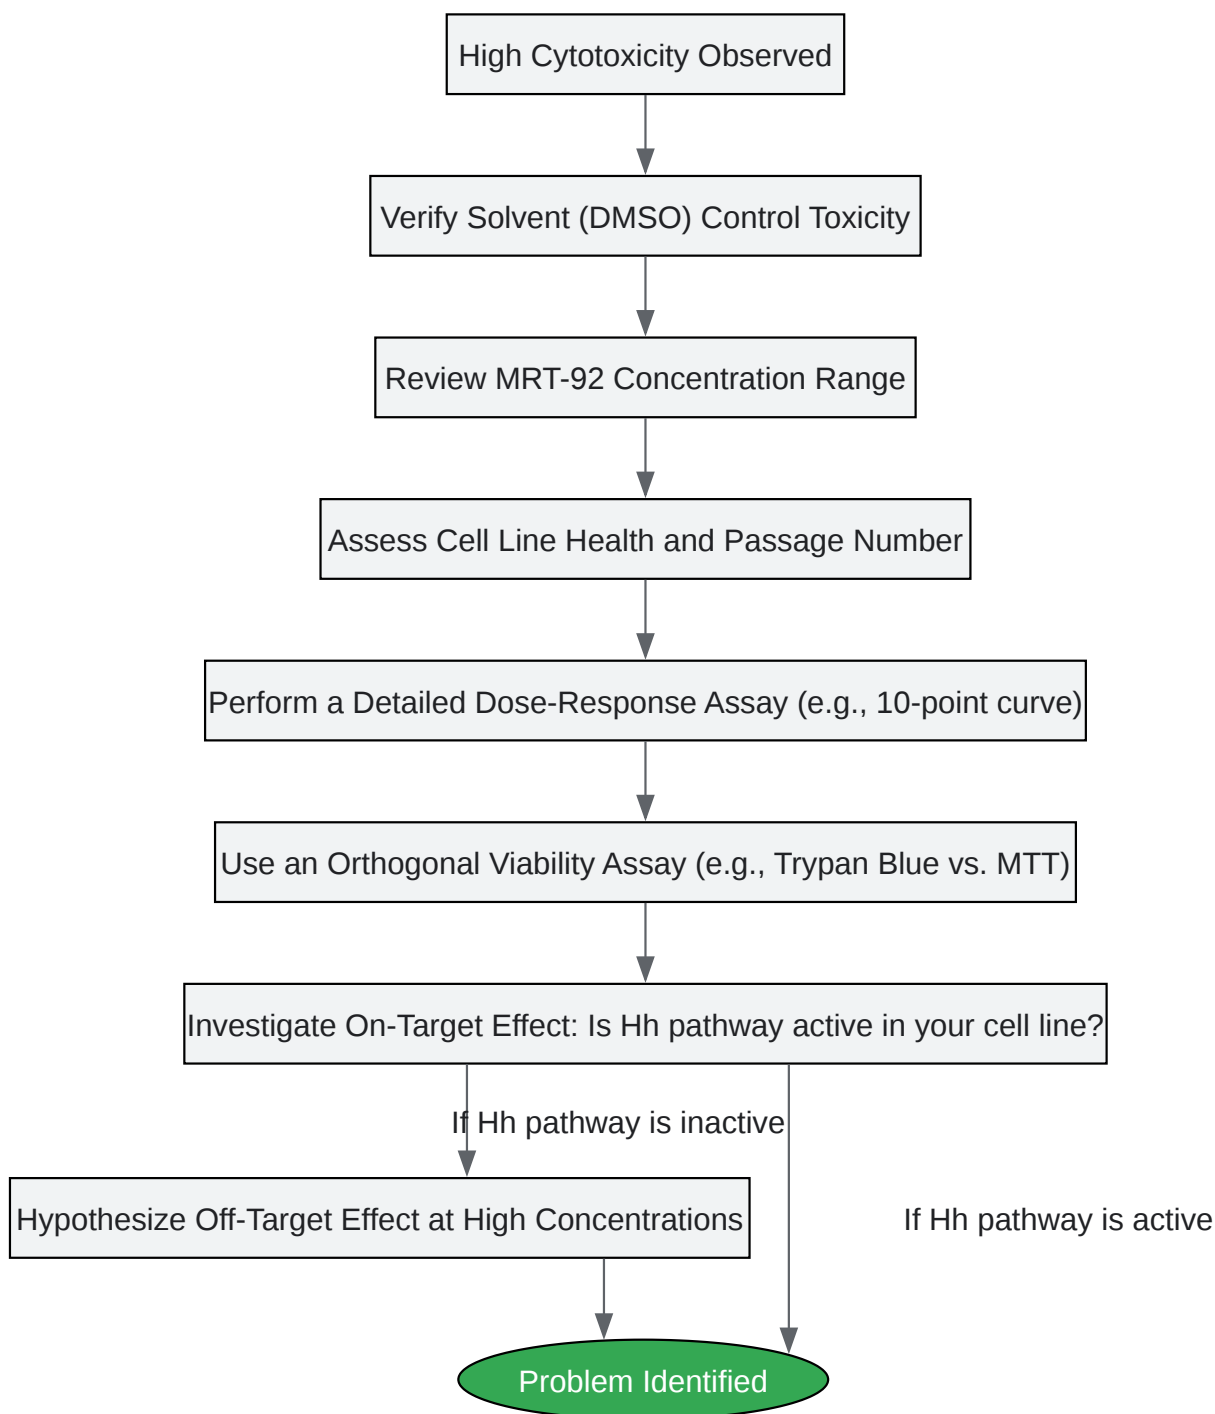 High Cytotoxicity Observed
Verify Solvent (DMSO) Control Toxicity
Review MRT-92 Concentration Range
Assess Cell Line Health and Passage Number
Perform a Detailed Dose-Response Assay (e.g., 10-point curve)
Use an Orthogonal Viability Assay (e.g., Trypan Blue vs. MTT)
Investigate On-Target Effect: Is Hh pathway active in your cell line?
If Hh pathway is inactive
Hypothesize Off-Target Effect at High Concentrations
If Hh pathway is active
Problem Identified